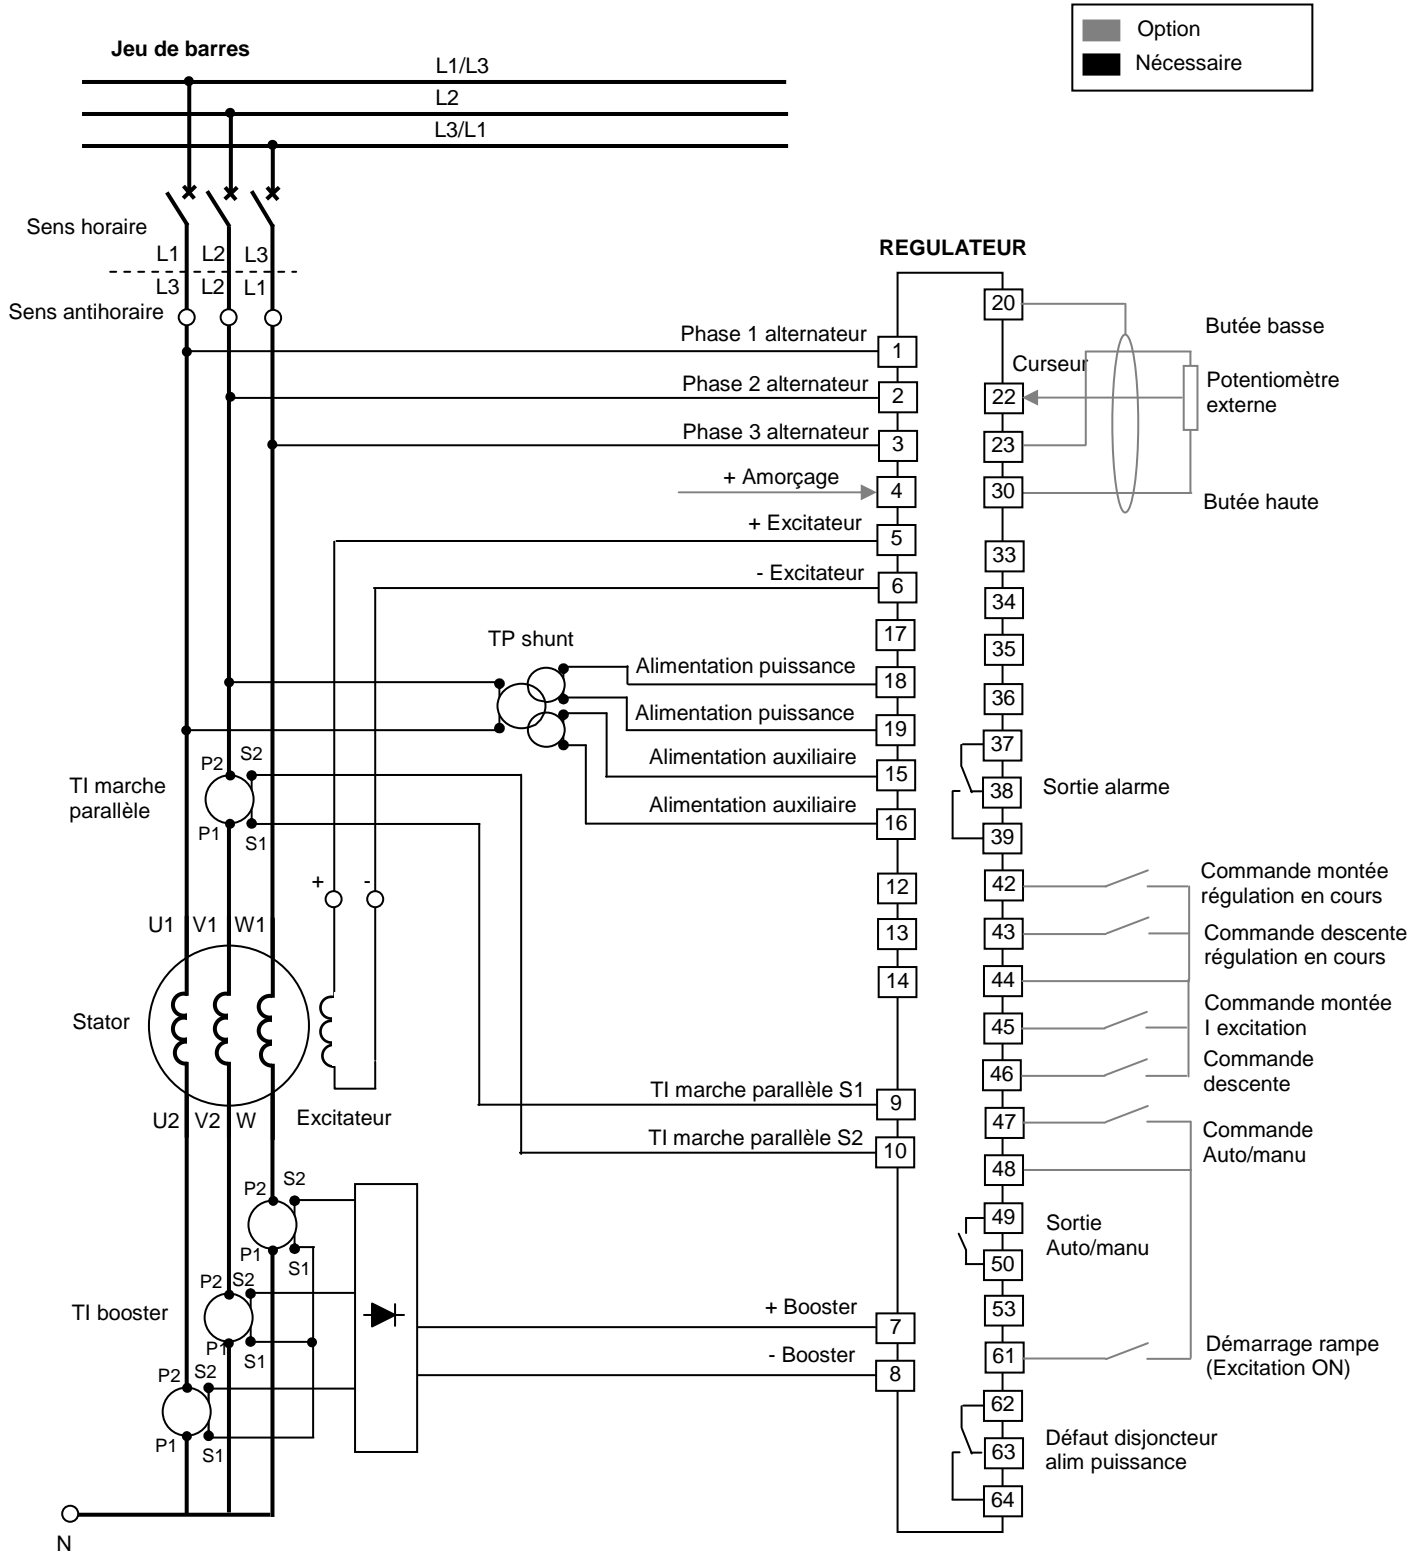 Option
Nécessaire
Jeu de barres
L1/L3
L2
L3/L1
Sens horaire
L1 L2 L3
L3 L2 L1
Sens antihoraire
REGULATEUR
Phase 1 alternateur
1
Phase 2 alternateur
2
Phase 3 alternateur
3
+ Amorçage
4
+ Excitateur
5
- Excitateur
6
17
TP shunt
Alimentation puissance
18
Alimentation puissance
19
Alimentation auxiliaire
15
Alimentation auxiliaire
16
12
13
14
TI marche parallèle S1
9
TI marche parallèle S2
10
+ Booster
7
- Booster
8
20
Butée basse
Curseur
22
Potentiomètre
externe
23
30
Butée haute
33
34
35
36
37
38
Sortie alarme
39
42
Commande montée
régulation en cours
43
Commande descente
régulation en cours
44
45
Commande montée
I excitation
46
Commande
descente
47
Commande
Auto/manu
48
49
Sortie
Auto/manu
50
53
61
Démarrage rampe
(Excitation ON)
62
63
Défaut disjoncteur
alim puissance
64
P2 S2
TI marche
parallèle
P1 S1
+ -
U1 V1 W1
Stator
U2 V2 W
Excitateur
P2 S2
P1 S1
P2 S2
TI booster
P1 S1
P2 S2
P1 S1
N